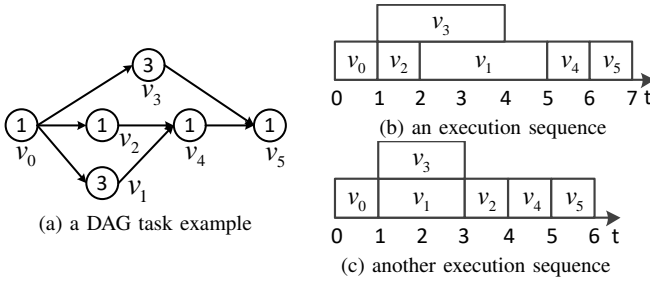 3
v3
1
v0
1
v2
1
v4
1
v5
3
v1
(a) a DAG task example
v3
v0 v2 v1 v4 v5
0 1 2 3 4 5 6 7 t
(b) an execution sequence
v3
v0 v1 v2 v4 v5
0 1 2 3 4 5 6 t
(c) another execution sequence